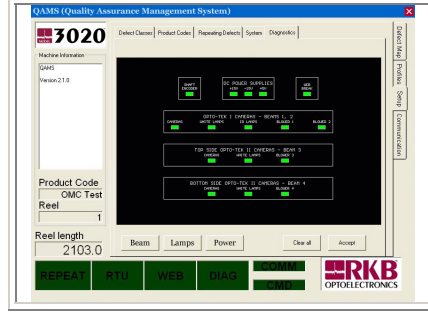 QAMS (Quality Assurance Management System)
3020
Defect Classes Product Codes Repeating Defects System Diagnostics
Machine Information
QAMS
Version 2.1.0
SHAFT ENCODER
DC POWER SUPPLIES
WEB BREAK
OPTO-TEK I CAMERAS - BEAMS 1, 2
CAMERAS WHITE LAMPS IR LAMPS BLOWER 1 BLOWER 2
TOP SIDE OPTO-TEK II CAMERAS - BEAM 3
CAMERAS WHITE LAMPS BLOWER 3
BOTTOM SIDE OPTO-TEK II CAMERAS - BEAM 4
CAMERAS WHITE LAMPS BLOWER 4
Defect Map
Profiles
Setup
Communication
Product Code
OMC Test
Reel
1
Reel length
2103.0
Beam Lamps Power Clear all Accept
REPEAT RTU WEB DIAG COMM
CMD
RKB
OPTOELECTRONICS